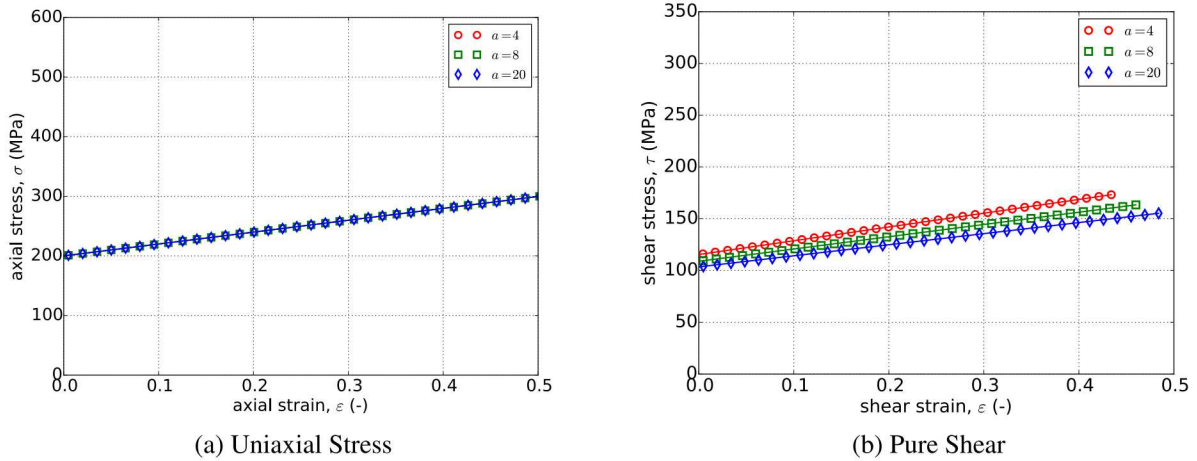 600
500
400
300
200
100
0
0.0 0.1 0.2 0.3 0.4 0.5
axial stress, σ (MPa)
axial strain, ε (-)
a = 4
a = 8
a = 20
(a) Uniaxial Stress
350
300
250
200
150
100
50
0
0.0 0.1 0.2 0.3 0.4 0.5
shear stress, τ (MPa)
shear strain, ε (-)
a = 4
a = 8
a = 20
(b) Pure Shear